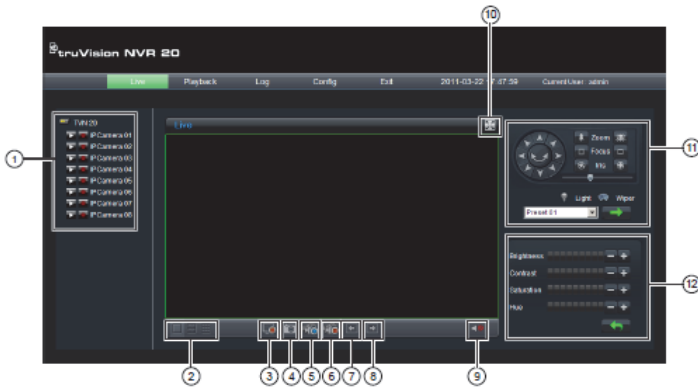 10
truVision NVR 20
Live Playback Log Config Exit 2011-03-22 17:47:59 Current User: admin
TVN 20
IP Camera 01
IP Camera 02
IP Camera 03
IP Camera 04
IP Camera 05
IP Camera 06
IP Camera 07
IP Camera 08
1
Live
Zoom
Focus
Iris
Light Wiper
Preset 01
11
Brightness
Contrast
Saturation
Hue
12
2 3 4 5 6 7 8 9